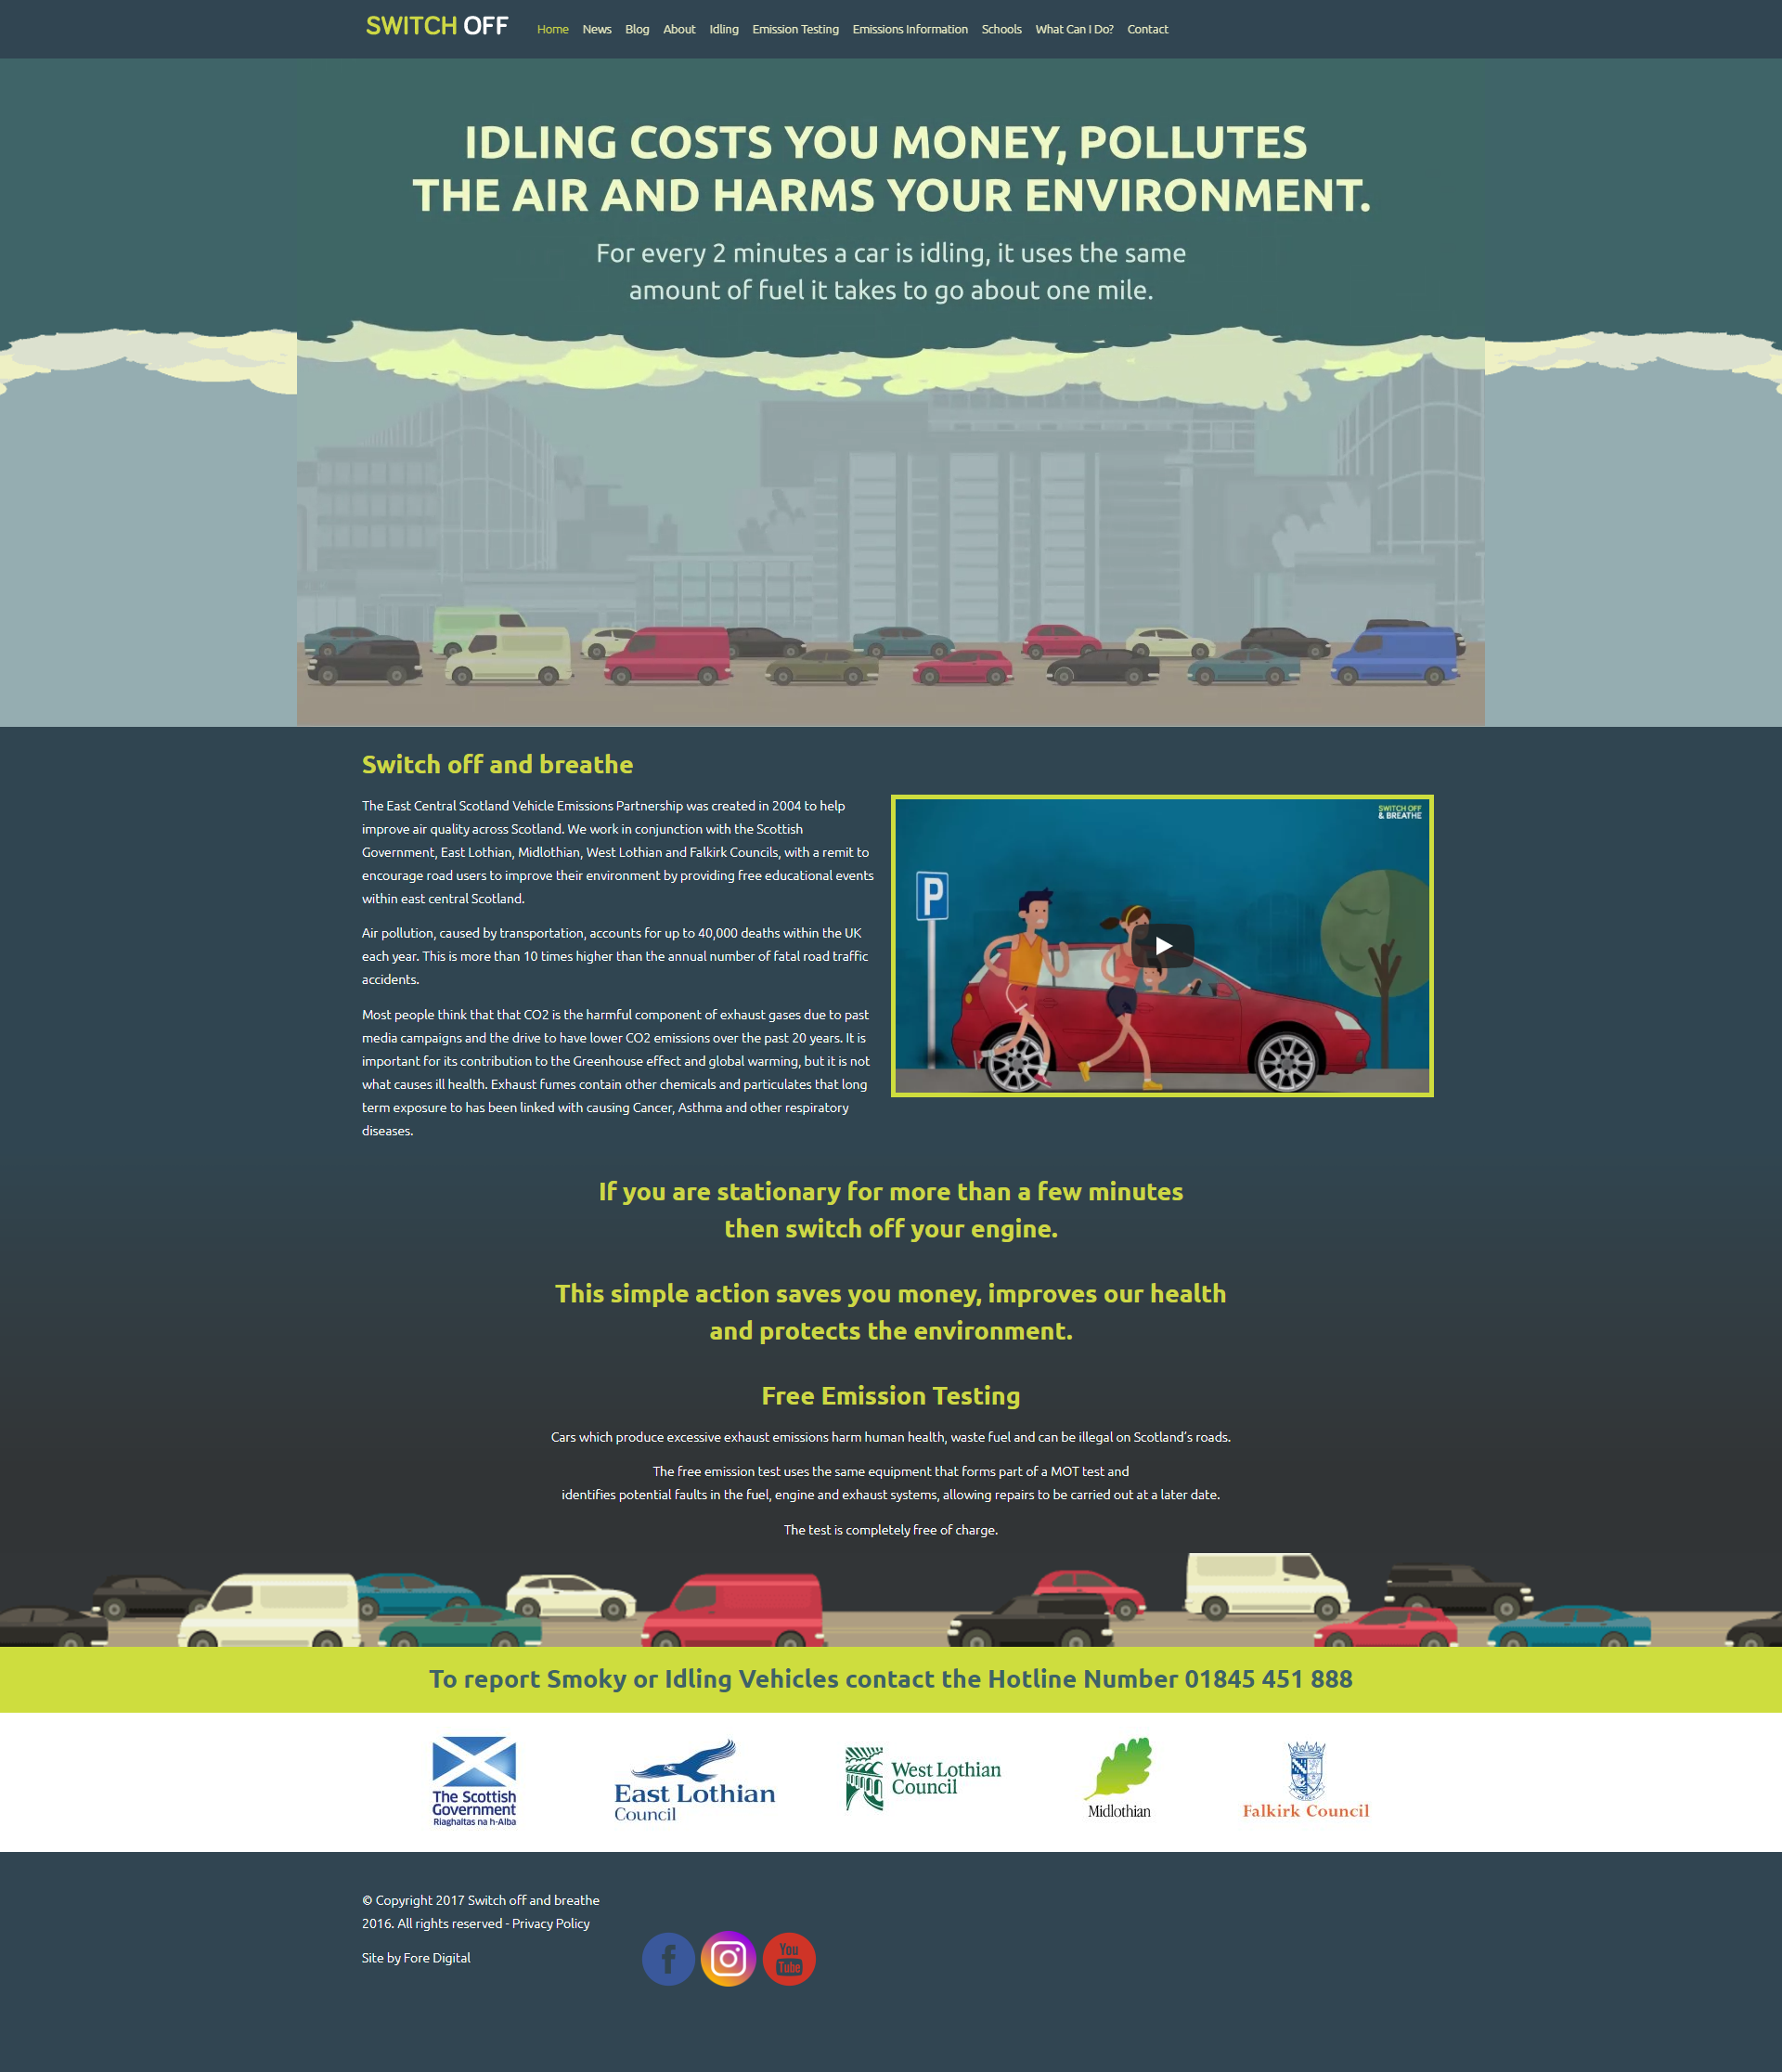 SWITCH OFF
Home News Blog About Idling Emission Testing Emissions Information Schools What Can I Do? Contact
IDLING COSTS YOU MONEY, POLLUTES
THE AIR AND HARMS YOUR ENVIRONMENT.
For every 2 minutes a car is idling, it uses the same
amount of fuel it takes to go about one mile.
Switch off and breathe
The East Central Scotland Vehicle Emissions Partnership was created in 2004 to help
improve air quality across Scotland. We work in conjunction with the Scottish
Government, East Lothian, Midlothian, West Lothian and Falkirk Councils, with a remit to
encourage road users to improve their environment by providing free educational events
within east central Scotland.
Air pollution, caused by transportation, accounts for up to 40,000 deaths within the UK
each year. This is more than 10 times higher than the annual number of fatal road traffic
accidents.
Most people think that that CO2 is the harmful component of exhaust gases due to past
media campaigns and the drive to have lower CO2 emissions over the past 20 years. It is
important for its contribution to the Greenhouse effect and global warming, but it is not
what causes ill health. Exhaust fumes contain other chemicals and particulates that long
term exposure to has been linked with causing Cancer, Asthma and other respiratory
diseases.
SWITCH OFF
& BREATHE
P
If you are stationary for more than a few minutes
then switch off your engine.
This simple action saves you money, improves our health
and protects the environment.
Free Emission Testing
Cars which produce excessive exhaust emissions harm human health, waste fuel and can be illegal on Scotland’s roads.
The free emission test uses the same equipment that forms part of a MOT test and
identifies potential faults in the fuel, engine and exhaust systems, allowing repairs to be carried out at a later date.
The test is completely free of charge.
To report Smoky or Idling Vehicles contact the Hotline Number 01845 451 888
The Scottish
Government
Riaghaltas na h-Alba
East Lothian
Council
West Lothian
Council
Midlothian
Falkirk Council
© Copyright 2017 Switch off and breathe
2016. All rights reserved - Privacy Policy
Site by Fore Digital
f
You
Tube